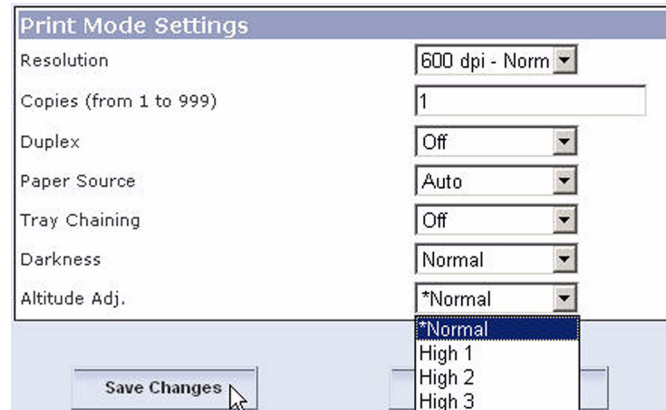 Print Mode Settings
Resolution 600 dpi - Norm
Copies (from 1 to 999) 1
Duplex Off
Paper Source Auto
Tray Chaining Off
Darkness Normal
Altitude Adj. *Normal
*Normal
High 1
High 2
Save Changes
High 3